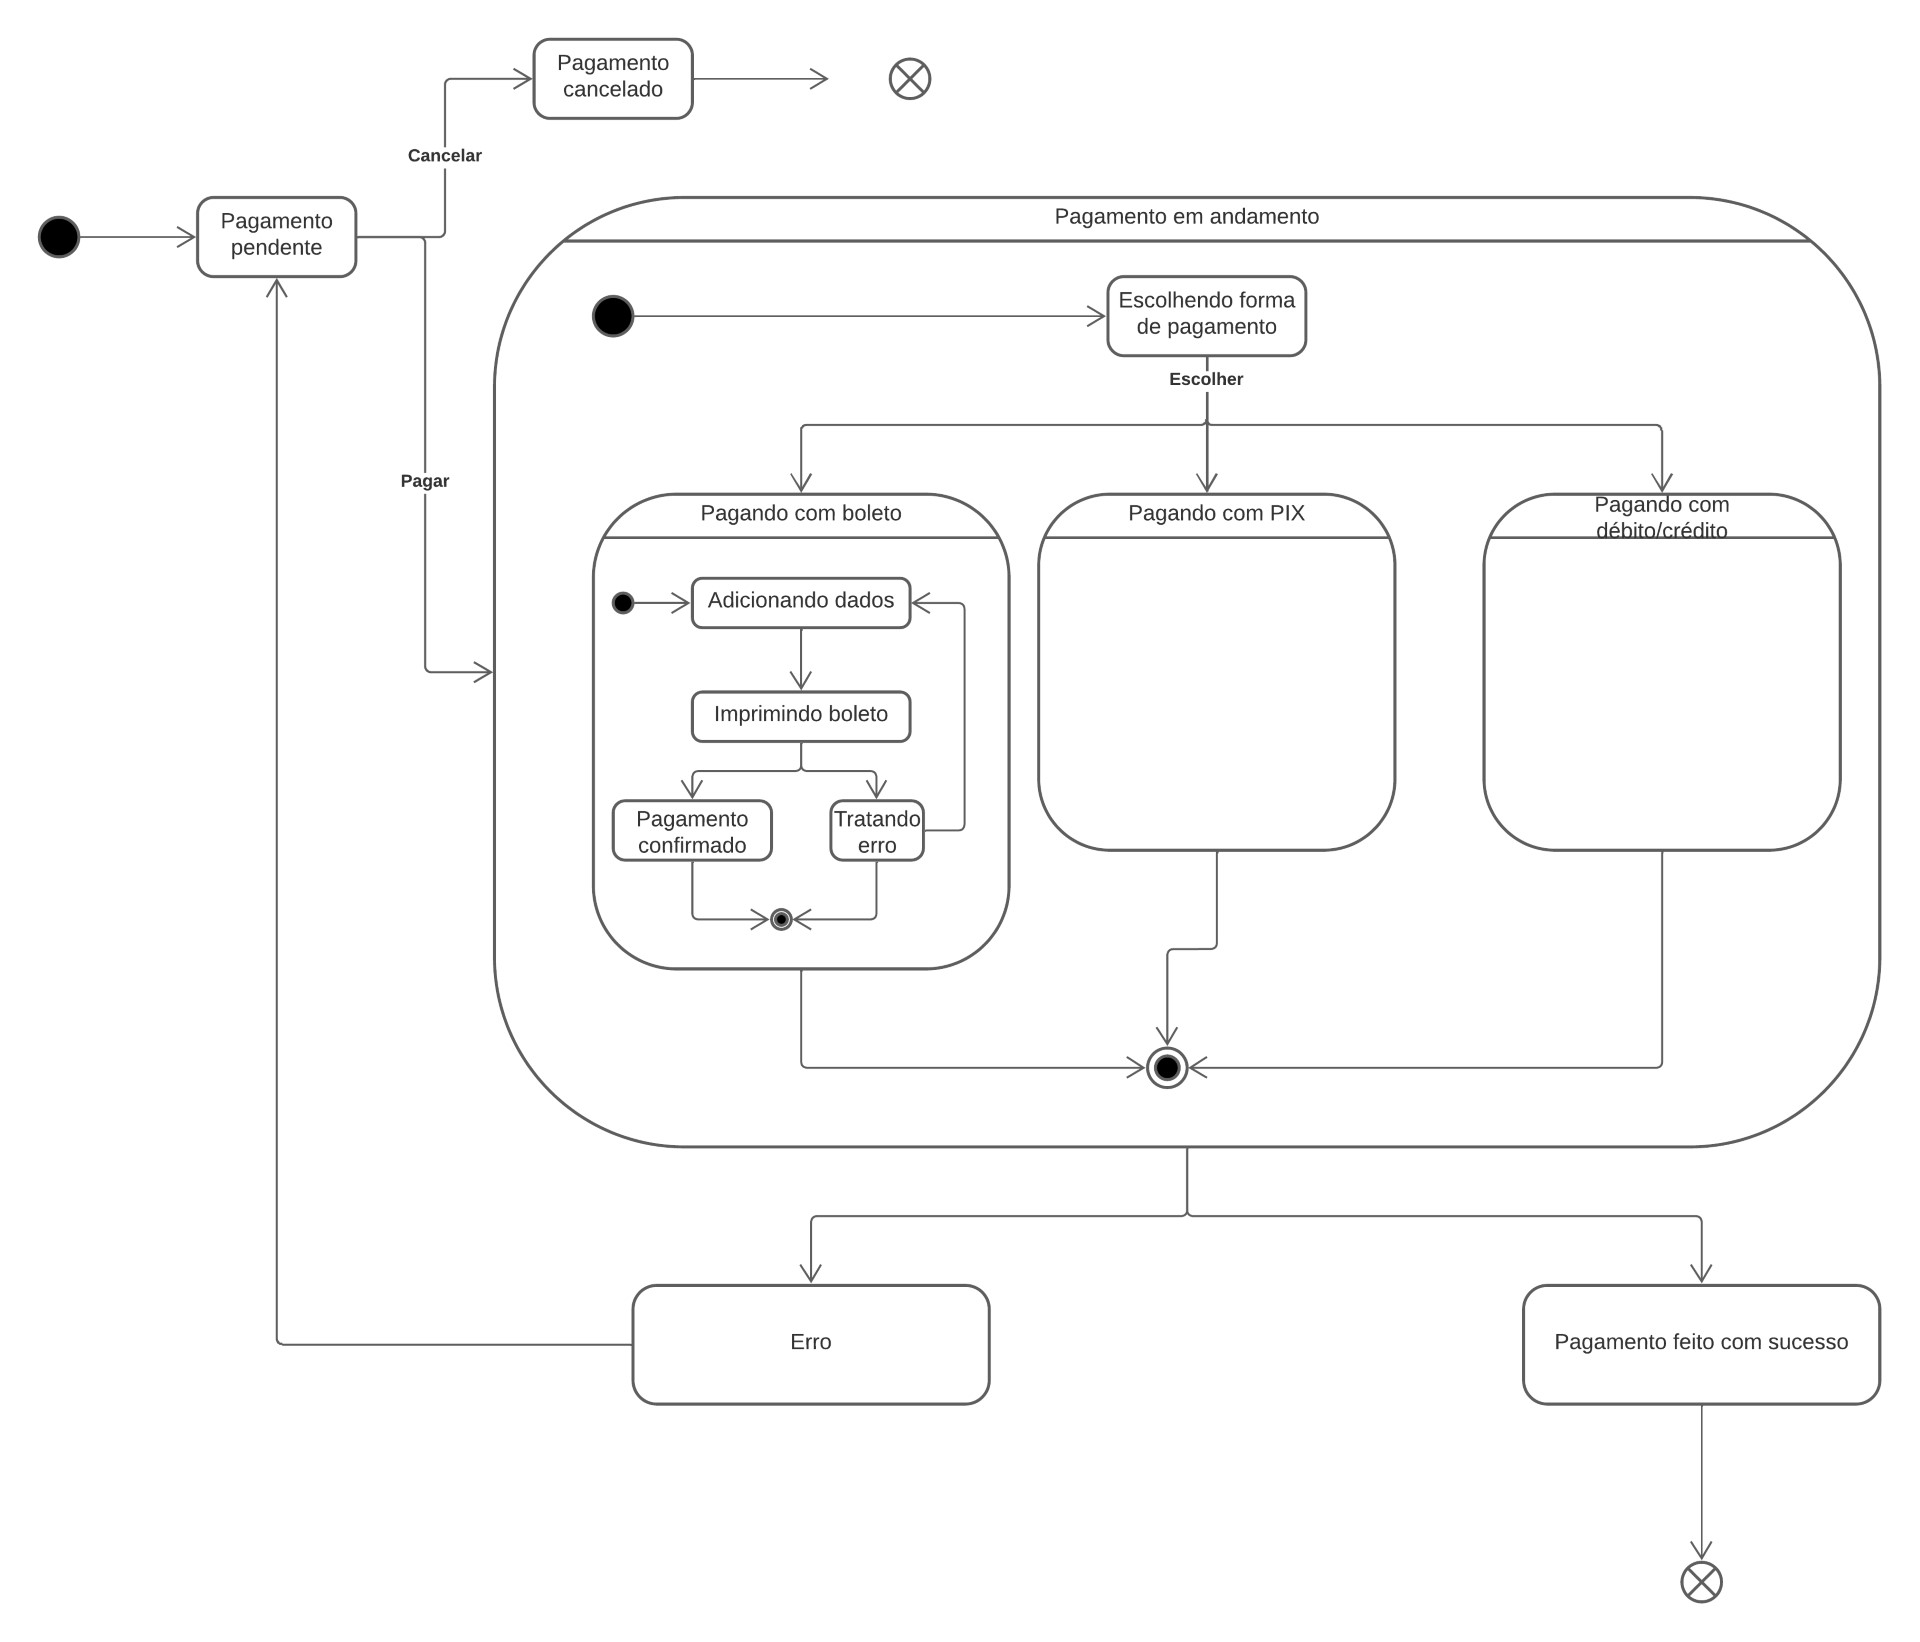 Pagamento
cancelado
Cancelar
Pagamento
pendente
Pagamento em andamento
Escolhendo forma
de pagamento
Escolher
Pagar
Pagando com boleto
Pagando com PIX
Pagando com
débito/crédito
Adicionando dados
Imprimindo boleto
Pagamento
confirmado
Tratando
erro
Erro
Pagamento feito com sucesso